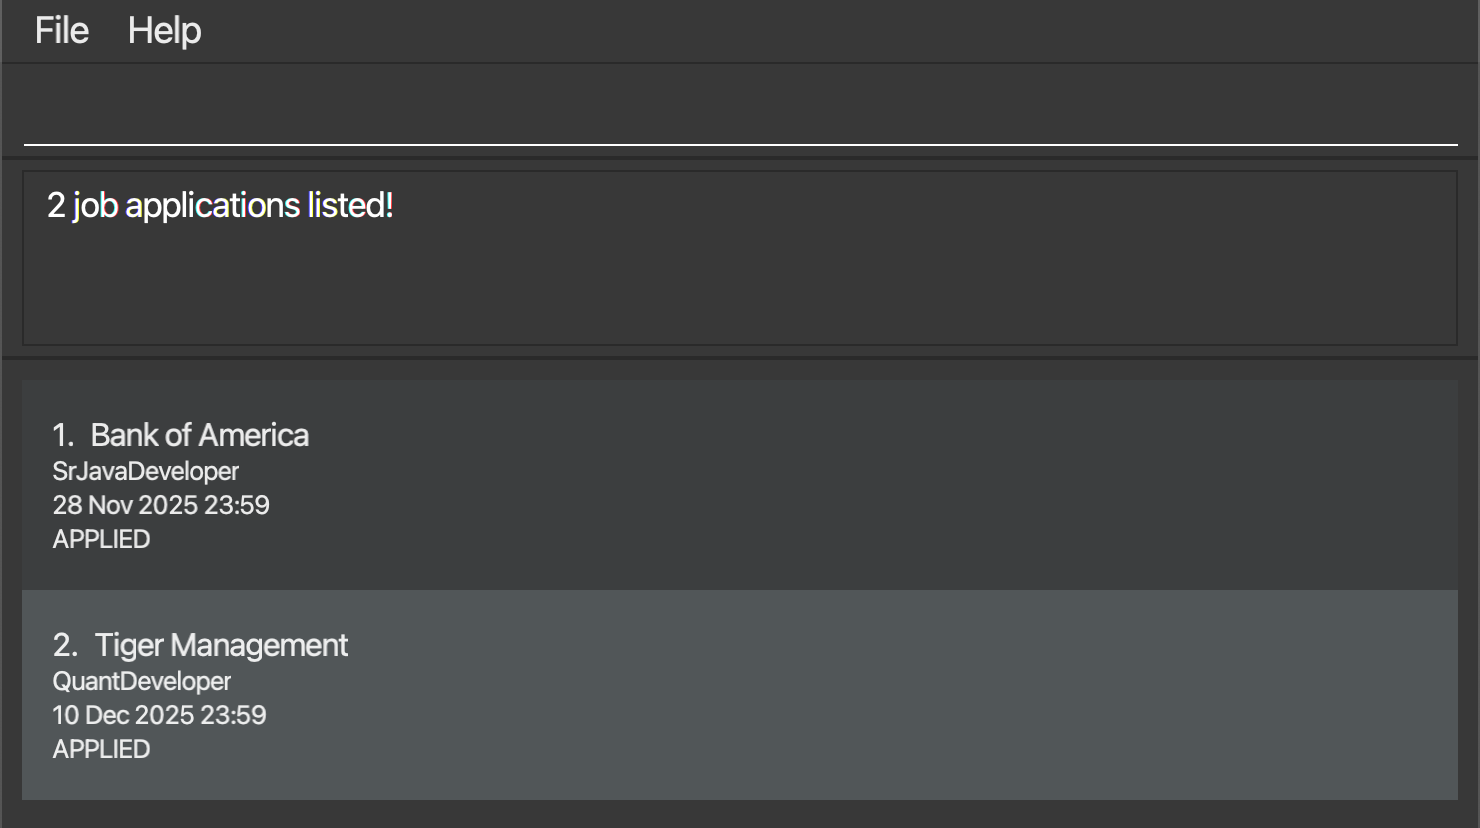 File Help
2 job applications listed!
1. Bank of America
SrJavaDeveloper
28 Nov 2025 23:59
APPLIED
2. Tiger Management
QuantDeveloper
10 Dec 2025 23:59
APPLIED